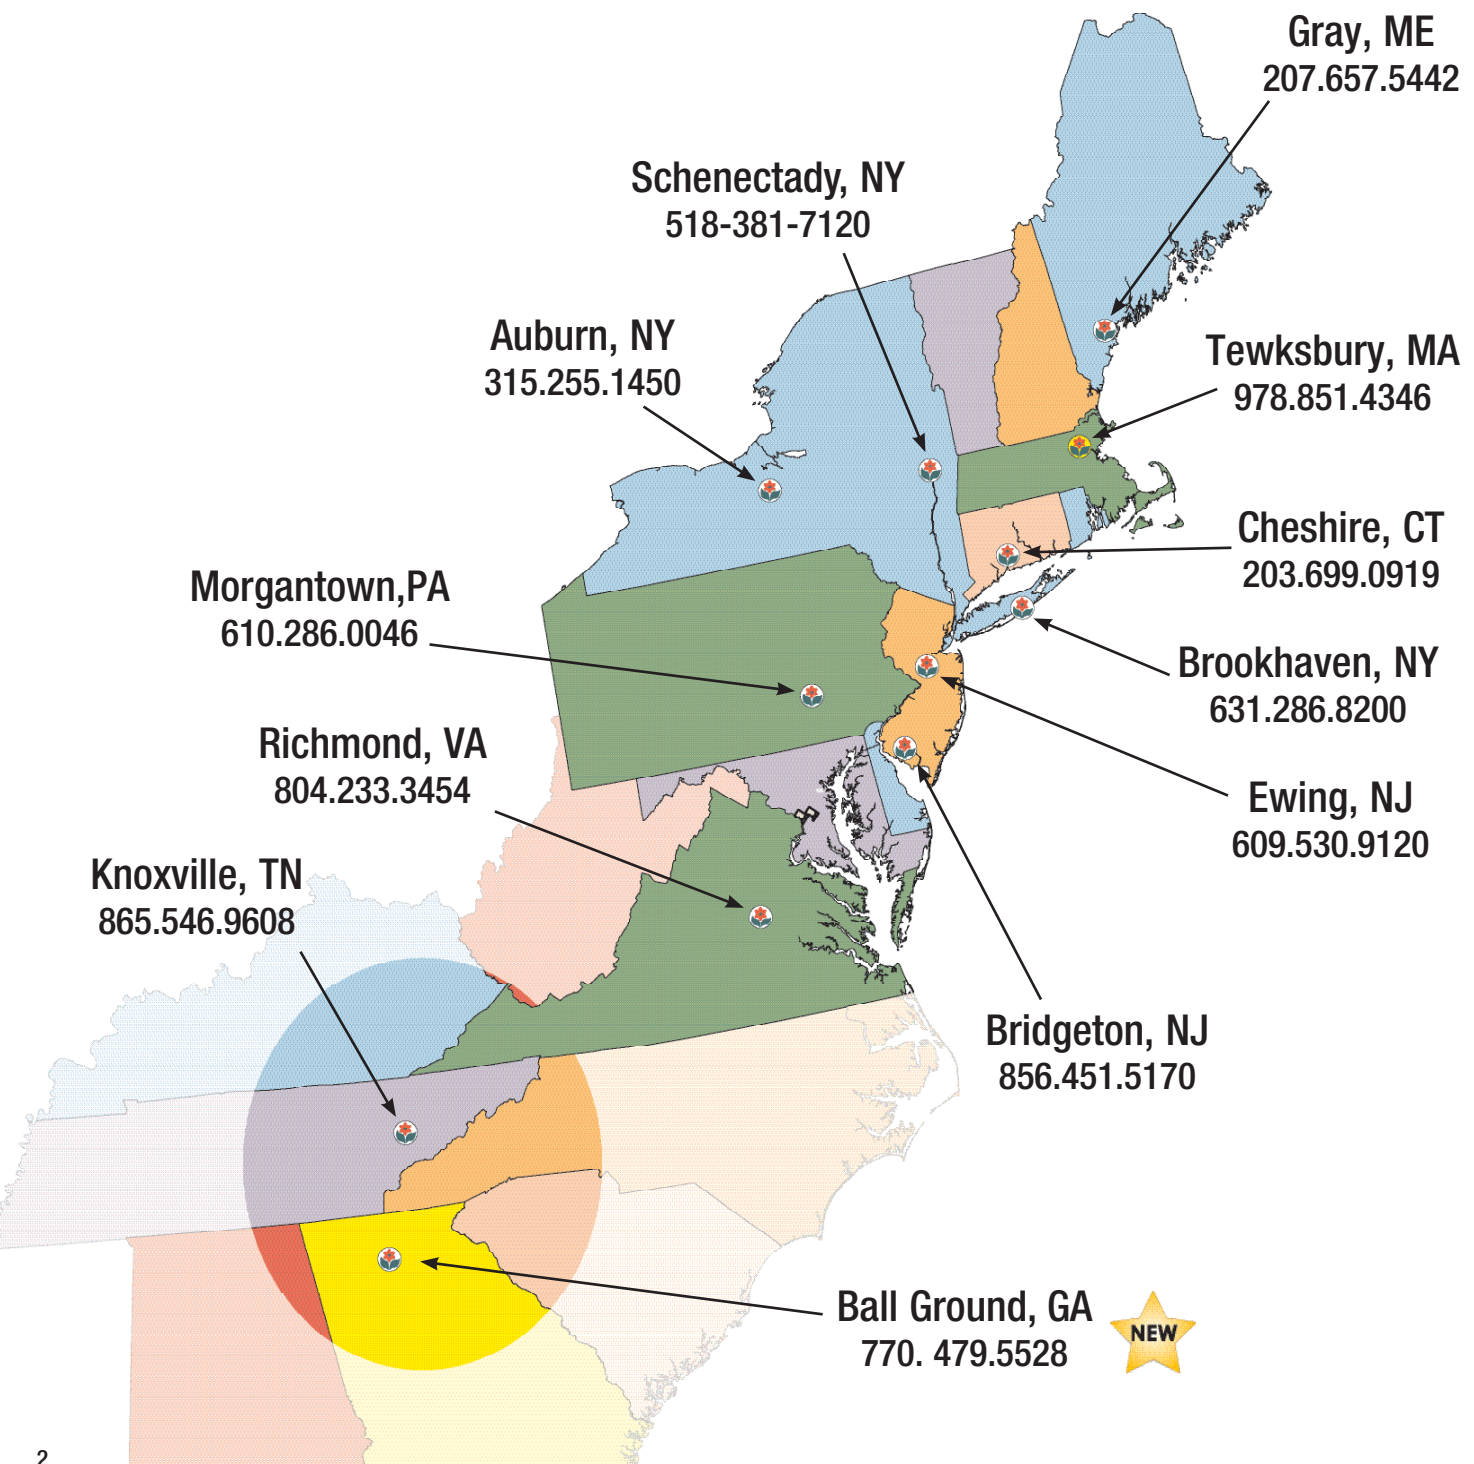 Gray, ME
207.657.5442
Schenectady, NY
518-381-7120
Auburn, NY
315.255.1450
Tewksbury, MA
978.851.4346
Cheshire, CT
203.699.0919
Morgantown,PA
610.286.0046
Brookhaven, NY
631.286.8200
Richmond, VA
804.233.3454
Ewing, NJ
609.530.9120
Knoxville, TN
865.546.9608
Bridgeton, NJ
856.451.5170
Ball Ground, GA
770. 479.5528
NEW
2